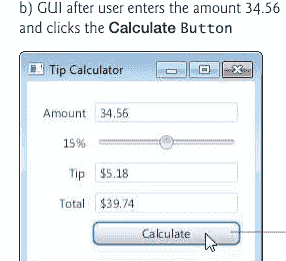 b) GUI after user enters the amount 34.56
and clicks the Calculate Button
Tip Calculator
Amount 34.56
15%
Tip $5.18
Total $39.74
Calculate